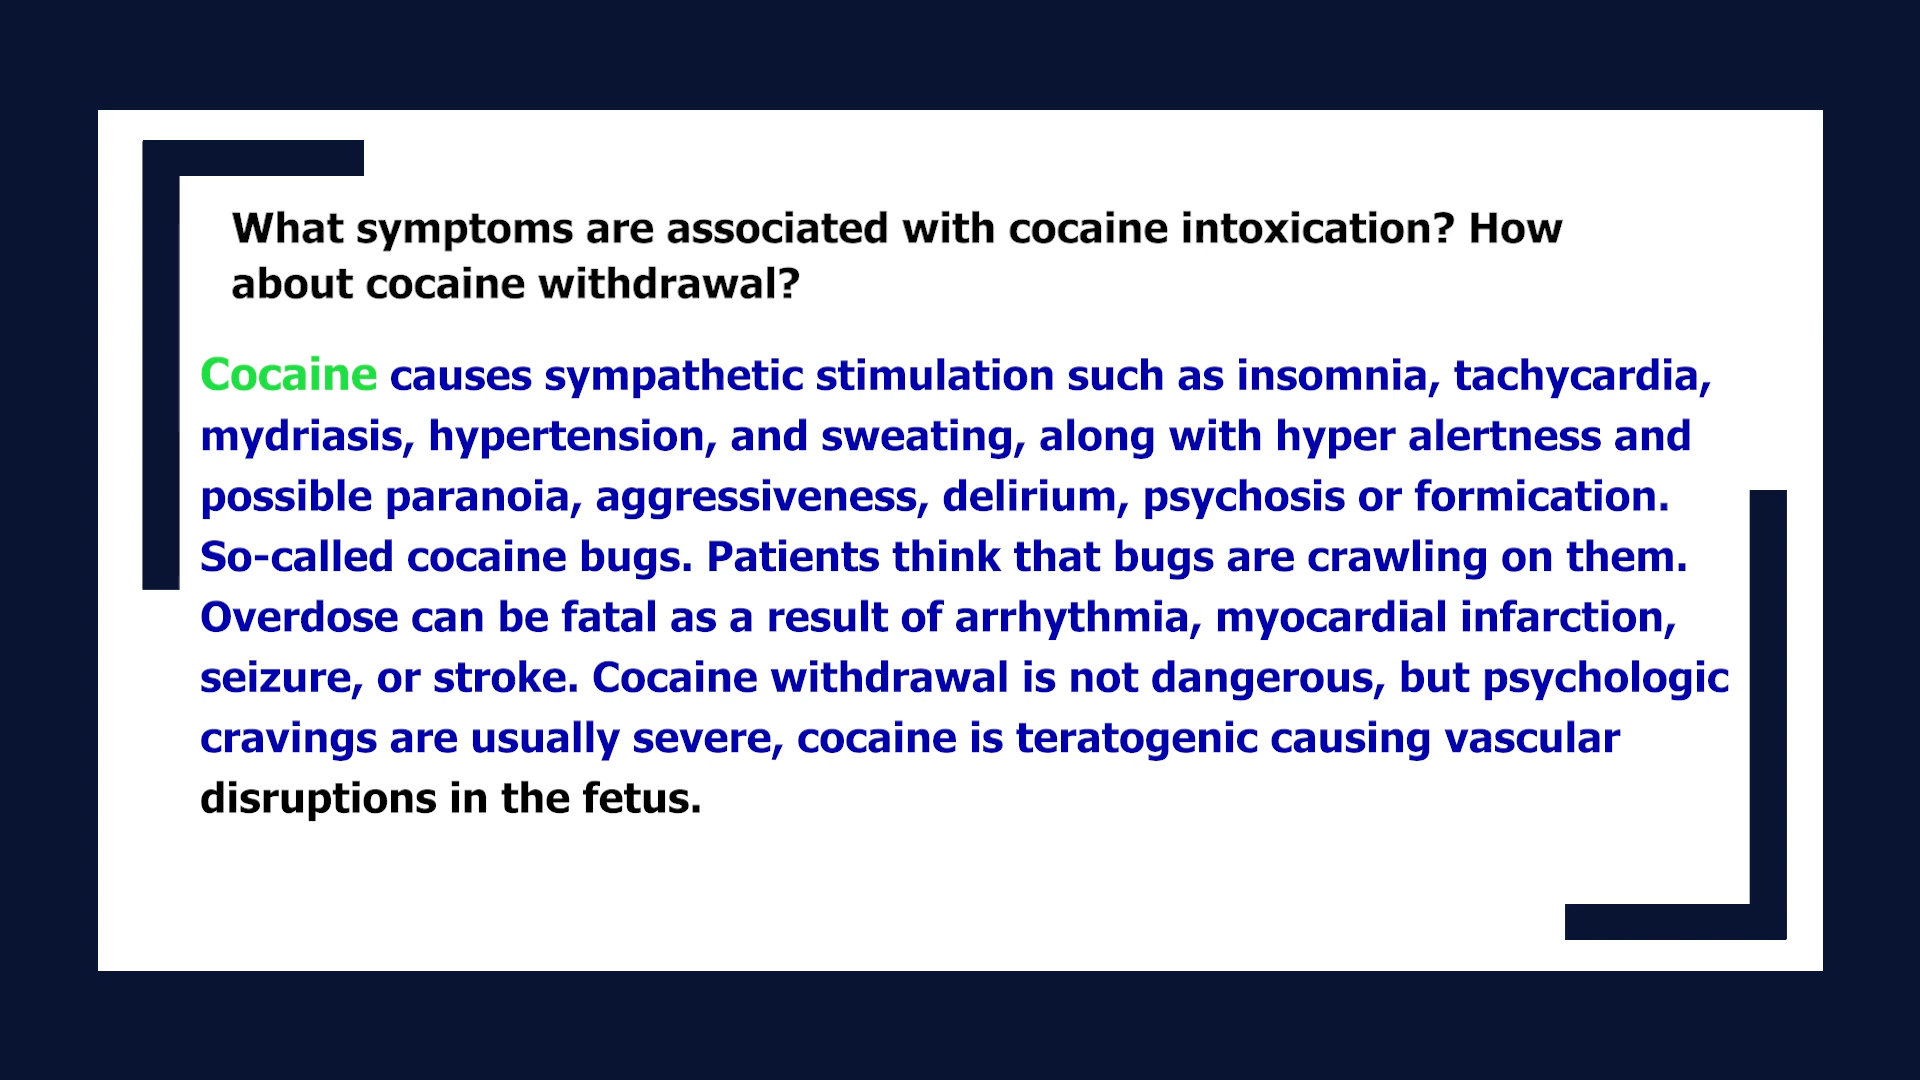 What symptoms are associated with cocaine intoxication? How
about cocaine withdrawal?
Cocaine causes sympathetic stimulation such as insomnia, tachycardia,
mydriasis, hypertension, and sweating, along with hyper alertness and
possible paranoia, aggressiveness, delirium, psychosis or formication.
So-called cocaine bugs. Patients think that bugs are crawling on them.
Overdose can be fatal as a result of arrhythmia, myocardial infarction,
seizure, or stroke. Cocaine withdrawal is not dangerous, but psychologic
cravings are usually severe, cocaine is teratogenic causing vascular
disruptions in the fetus.